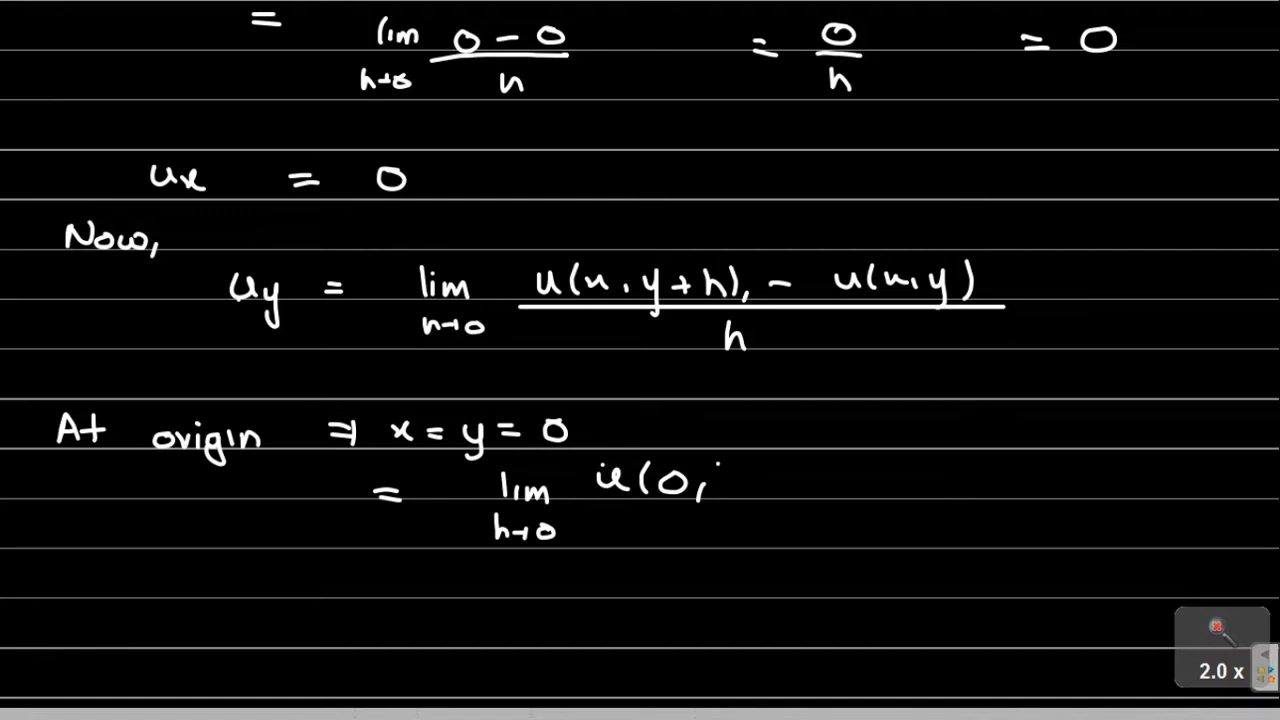 = lim h→0 (0 - 0)/h = 0/h = 0
ux = 0
Now,
uy = lim h→0 (u(x, y+h), - u(x, y))/h
At origin ⇒ x = y = 0
= lim h→0 u(0,
2.0 x